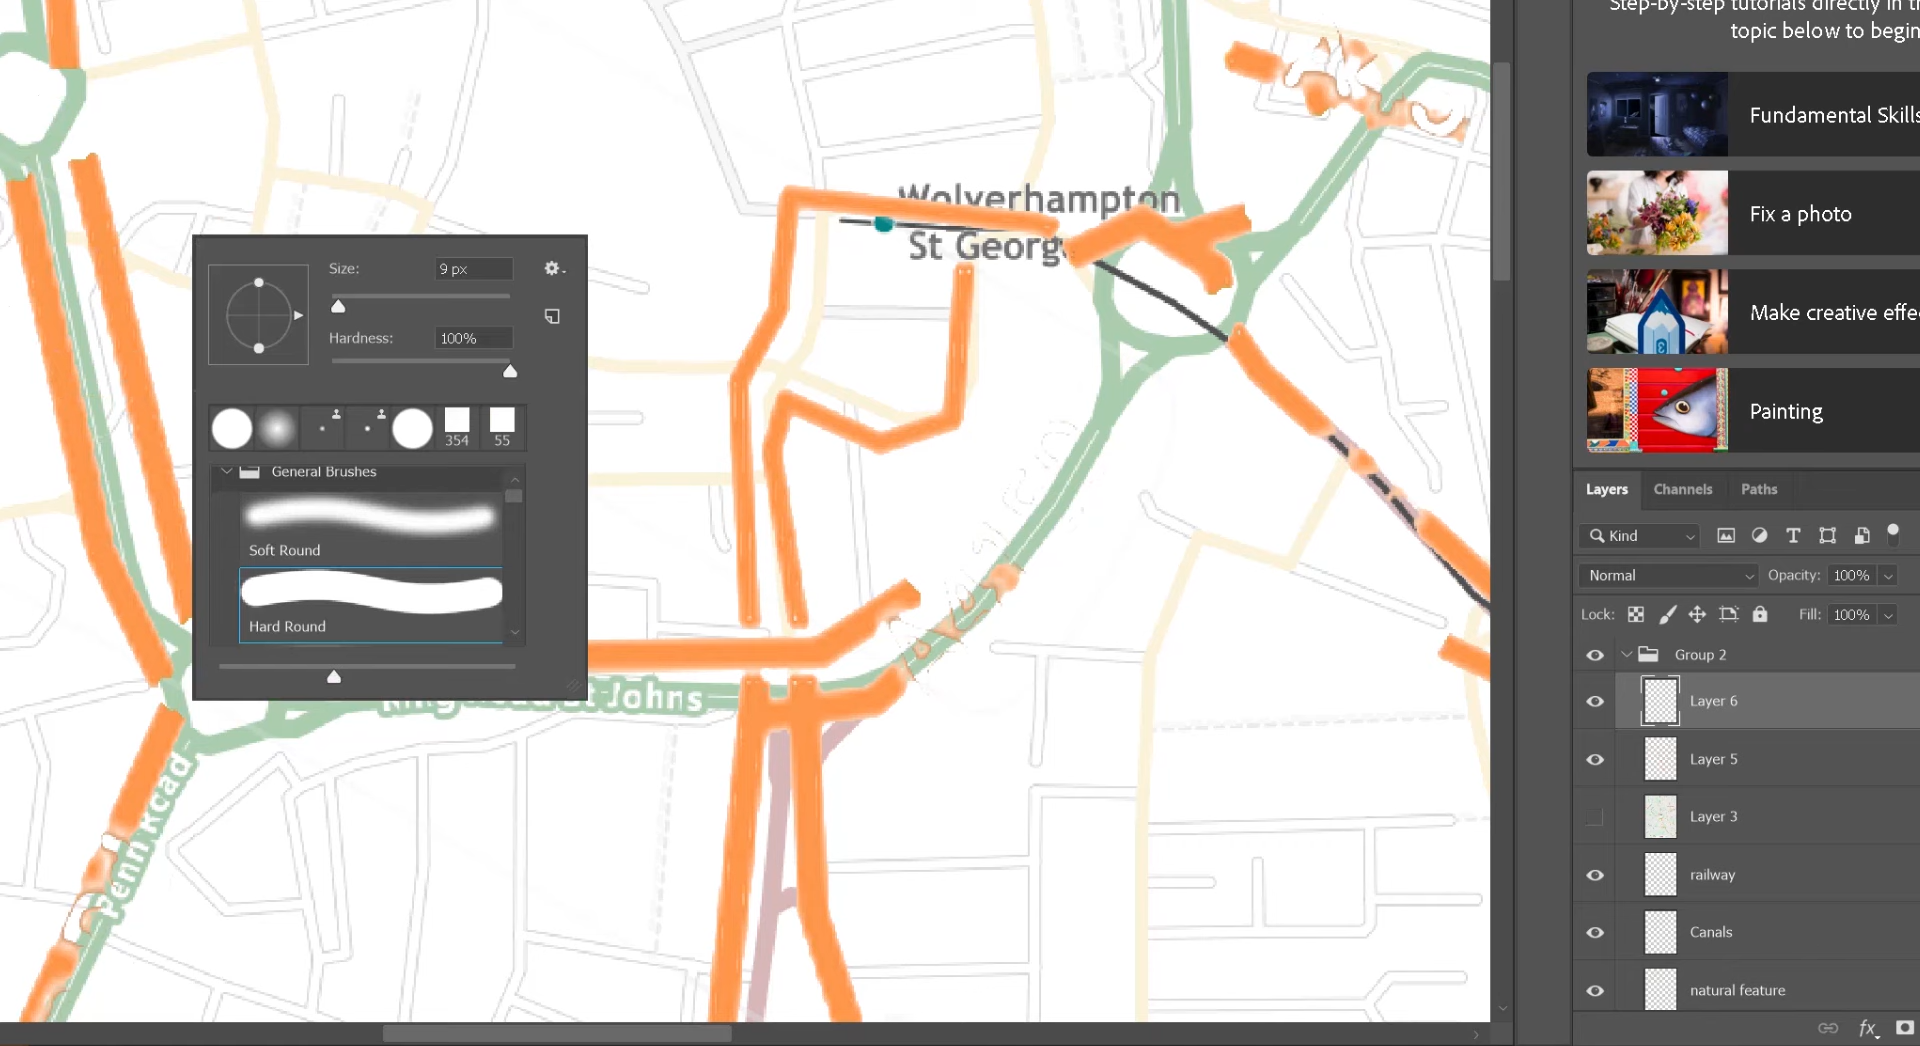 Step-by-step tutorials directly in
topic below to begin
Fundamental Skills
Fix a photo
Make creative
Painting
Wolverhampton
St Georg
Size:
9 px
Hardness:
100%
354
55
General Brushes
Soft Round
Hard Round
St Johns
Penn Road
Layers
Channels
Paths
Kind
Normal
Opacity:
100%
Lock:
Fill:
100%
Group 2
Layer 6
Layer 5
Layer 3
railway
Canals
natural feature
fx